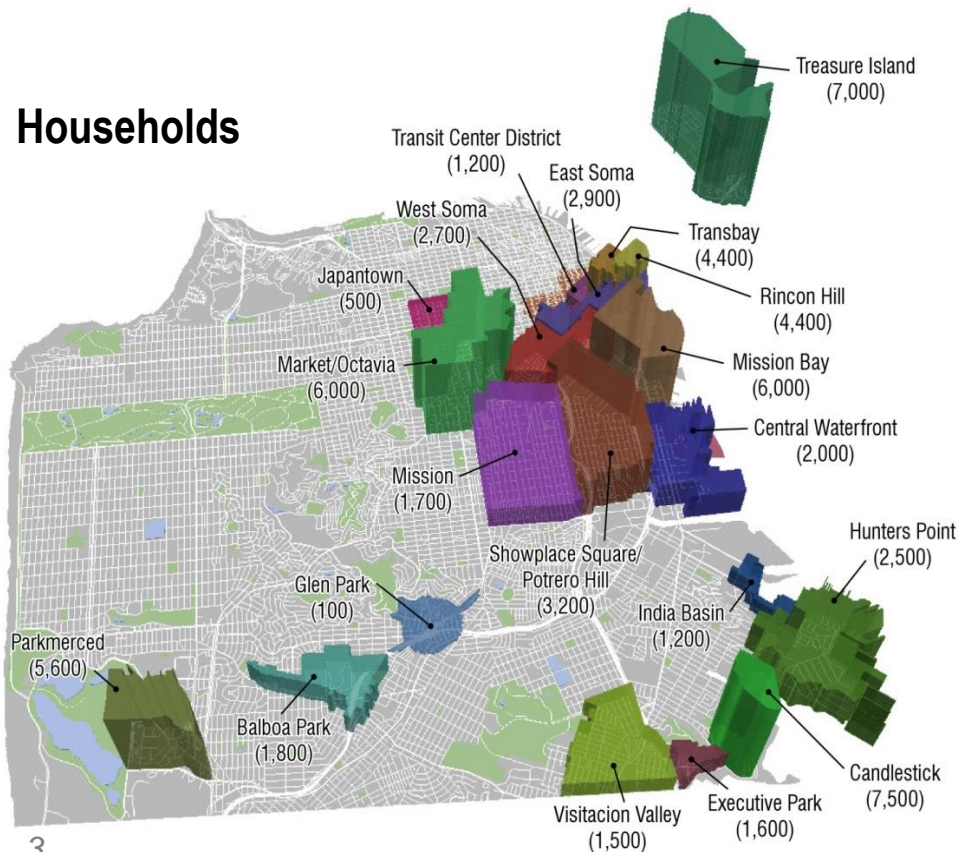 Households
Treasure Island
(7,000)
Transit Center District
(1,200)
East Soma
(2,900)
West Soma
(2,700)
Transbay
(4,400)
Japantown
(500)
Rincon Hill
(4,400)
Market/Octavia
(6,000)
Mission Bay
(6,000)
Central Waterfront
(2,000)
Mission
(1,700)
Hunters Point
(2,500)
Showplace Square/
Potrero Hill
(3,200)
Glen Park
(100)
India Basin
(1,200)
Parkmerced
(5,600)
Balboa Park
(1,800)
Candlestick
(7,500)
Executive Park
(1,600)
Visitacion Valley
(1,500)
3